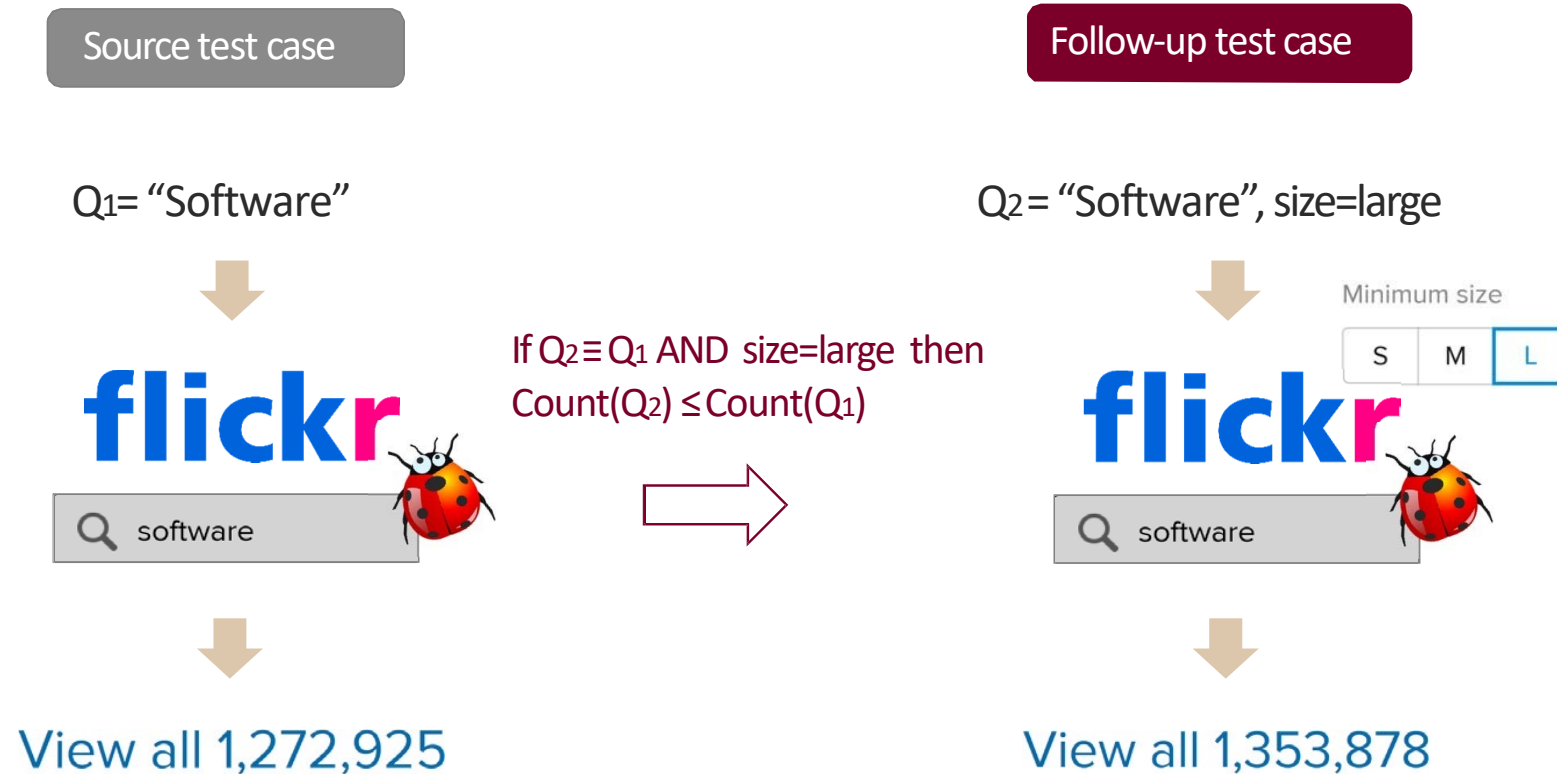 Source test case
Follow-up test case
Q1= “Software”
Q2= “Software”, size=large
Minimum size
S M L
If Q2≡Q1 AND size=large then
Count(Q2) ≤Count(Q1)
flickr
flickr
software
software
View all 1,272,925
View all 1,353,878